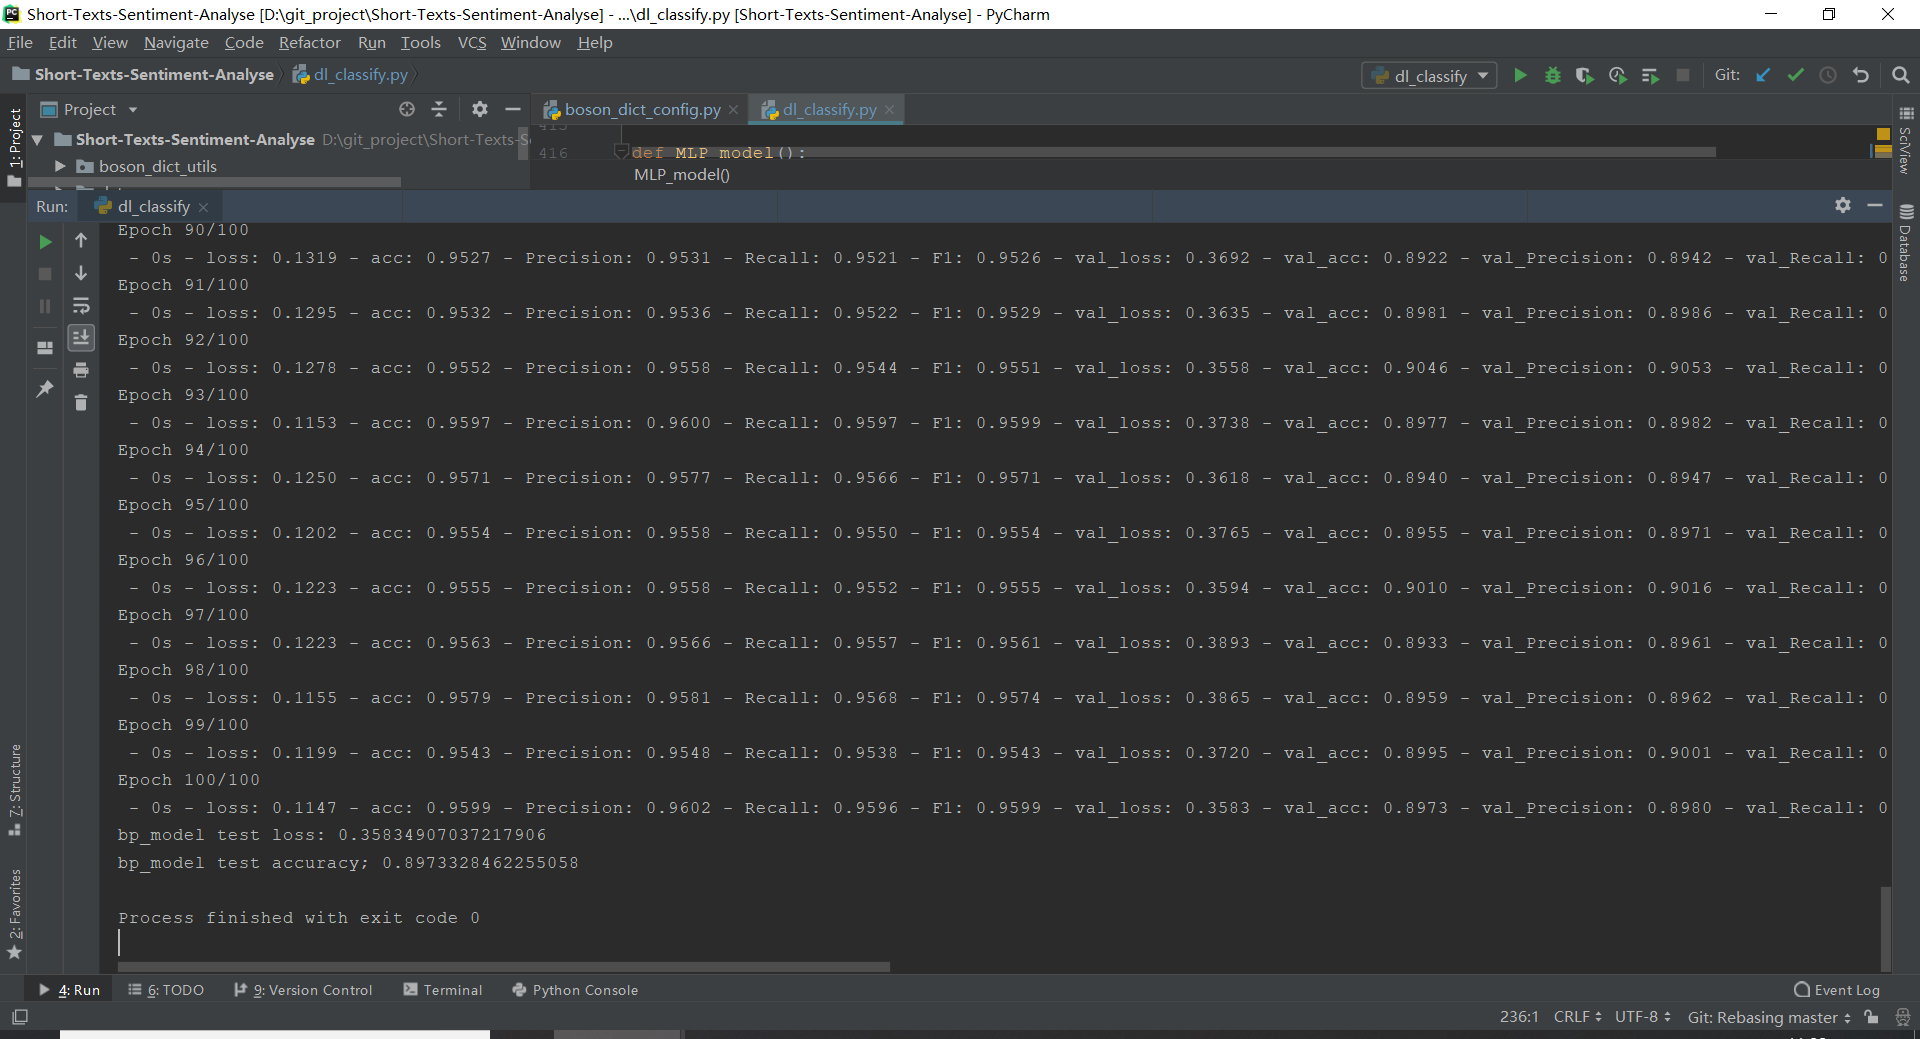 Short-Texts-Sentiment-Analyse [D:\git_project\Short-Texts-Sentiment-Analyse] - ...\dl_classify.py [Short-Texts-Sentiment-Analyse] - PyCharm
File Edit View Navigate Code Refactor Run Tools VCS Window Help
Short-Texts-Sentiment-Analyse dl_classify.py dl_classify Git:
Project boson_dict_config.py dl_classify.py
1: Project
Short-Texts-Sentiment-Analyse D:\git_project\Short-Texts-S
416 def MLP_model():
boson_dict_utils
MLP_model()
SciView
Database
Run: dl_classify
Epoch 90/100
- 0s - loss: 0.1319 - acc: 0.9527 - Precision: 0.9531 - Recall: 0.9521 - F1: 0.9526 - val_loss: 0.3692 - val_acc: 0.8922 - val_Precision: 0.8942 - val_Recall: 0
Epoch 91/100
- 0s - loss: 0.1295 - acc: 0.9532 - Precision: 0.9536 - Recall: 0.9522 - F1: 0.9529 - val_loss: 0.3635 - val_acc: 0.8981 - val_Precision: 0.8986 - val_Recall: 0
Epoch 92/100
- 0s - loss: 0.1278 - acc: 0.9552 - Precision: 0.9558 - Recall: 0.9544 - F1: 0.9551 - val_loss: 0.3558 - val_acc: 0.9046 - val_Precision: 0.9053 - val_Recall: 0
Epoch 93/100
- 0s - loss: 0.1153 - acc: 0.9597 - Precision: 0.9600 - Recall: 0.9597 - F1: 0.9599 - val_loss: 0.3738 - val_acc: 0.8977 - val_Precision: 0.8982 - val_Recall: 0
Epoch 94/100
- 0s - loss: 0.1250 - acc: 0.9571 - Precision: 0.9577 - Recall: 0.9566 - F1: 0.9571 - val_loss: 0.3618 - val_acc: 0.8940 - val_Precision: 0.8947 - val_Recall: 0
Epoch 95/100
- 0s - loss: 0.1202 - acc: 0.9554 - Precision: 0.9558 - Recall: 0.9550 - F1: 0.9554 - val_loss: 0.3765 - val_acc: 0.8955 - val_Precision: 0.8971 - val_Recall: 0
Epoch 96/100
- 0s - loss: 0.1223 - acc: 0.9555 - Precision: 0.9558 - Recall: 0.9552 - F1: 0.9555 - val_loss: 0.3594 - val_acc: 0.9010 - val_Precision: 0.9016 - val_Recall: 0
Epoch 97/100
- 0s - loss: 0.1223 - acc: 0.9563 - Precision: 0.9566 - Recall: 0.9557 - F1: 0.9561 - val_loss: 0.3893 - val_acc: 0.8933 - val_Precision: 0.8961 - val_Recall: 0
Epoch 98/100
- 0s - loss: 0.1155 - acc: 0.9579 - Precision: 0.9581 - Recall: 0.9568 - F1: 0.9574 - val_loss: 0.3865 - val_acc: 0.8959 - val_Precision: 0.8962 - val_Recall: 0
Epoch 99/100
- 0s - loss: 0.1199 - acc: 0.9543 - Precision: 0.9548 - Recall: 0.9538 - F1: 0.9543 - val_loss: 0.3720 - val_acc: 0.8995 - val_Precision: 0.9001 - val_Recall: 0
Epoch 100/100
- 0s - loss: 0.1147 - acc: 0.9599 - Precision: 0.9602 - Recall: 0.9596 - F1: 0.9599 - val_loss: 0.3583 - val_acc: 0.8973 - val_Precision: 0.8980 - val_Recall: 0
bp_model test loss: 0.35834907037217906
bp_model test accuracy; 0.8973328462255058
Process finished with exit code 0
7: Structure
2: Favorites
4: Run 6: TODO 9: Version Control Terminal Python Console Event Log
236:1 CRLF UTF-8 Git: Rebasing master